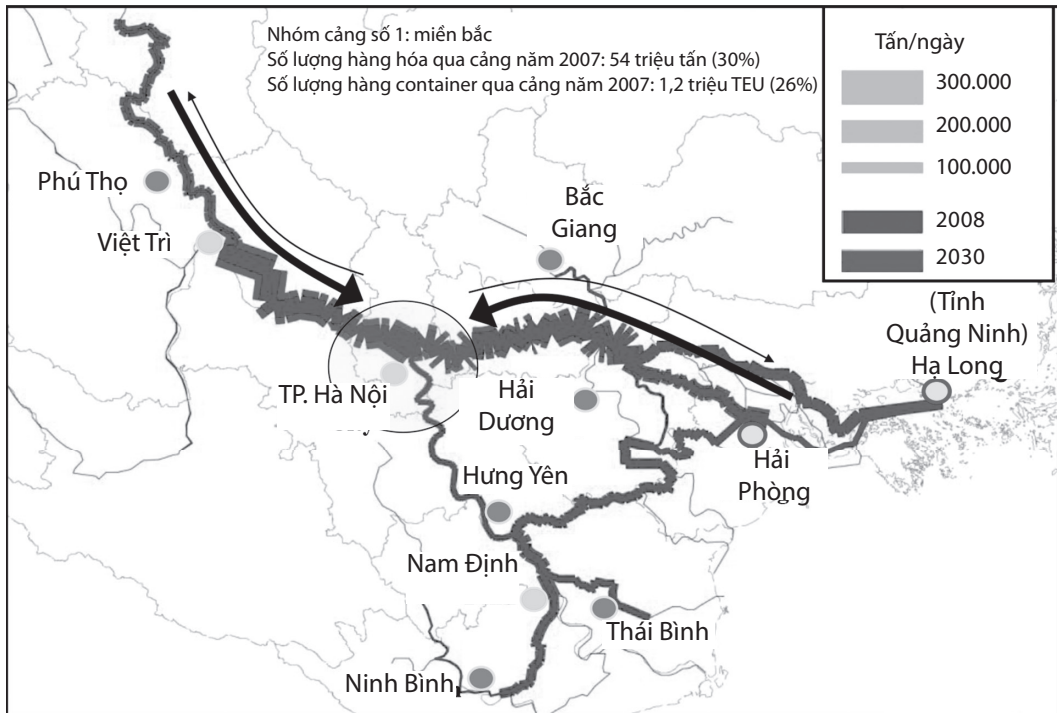 Nhóm cảng số 1: miền bắc
Số lượng hàng hóa qua cảng năm 2007: 54 triệu tấn (30%)
Số lượng hàng container qua cảng năm 2007: 1,2 triệu TEU (26%)
Tấn/ngày
300.000
200.000
100.000
2008
2030
Phú Thọ
Việt Trì
Bắc
Giang
(Tỉnh
Quảng Ninh)
Hạ Long
TP. Hà Nội
Hải
Dương
Hải
Phòng
Hưng Yên
Nam Định
Thái Bình
Ninh Bình